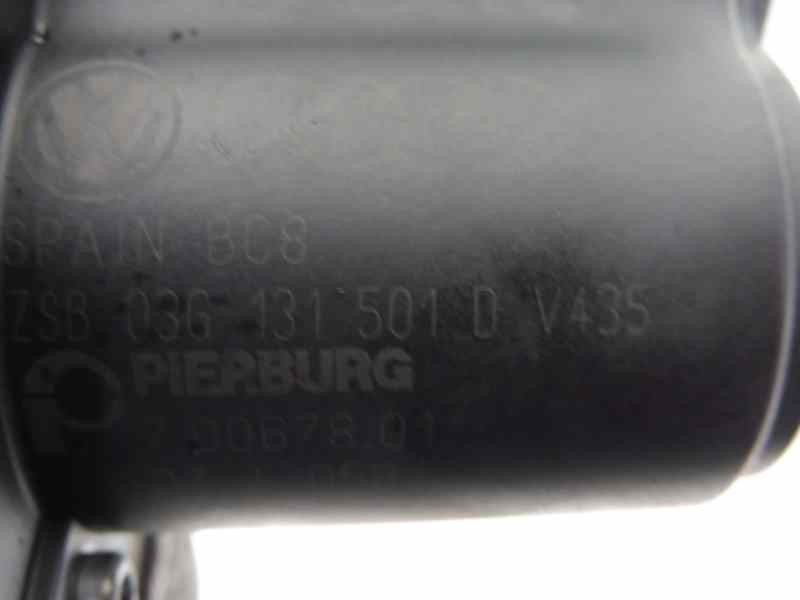 SPAIN BC8
ZSB 03G 131 501 D V435
PIERBURG
7.00678.01